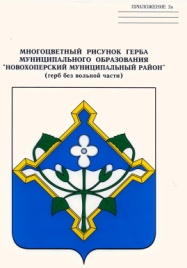 ПРИЛОЖЕНИЕ 2а
МНОГОЦВЕТНЫЙ РИСУНОК ГЕРБА
МУНИЦИПАЛЬНОГО ОБРАЗОВАНИЯ
"НОВОХОПЕРСКИЙ МУНИЦИПАЛЬНЫЙ РАЙОН"
(герб без вольной части)